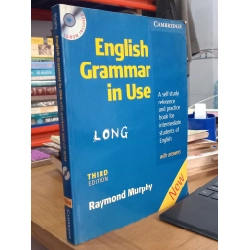 CAMBRIDGE
English
Grammar
in Use
A self-study
reference
and practice
book for
intermediate
students of
English
with answers
LONG
THIRD
EDITION
Raymond Murphy
New